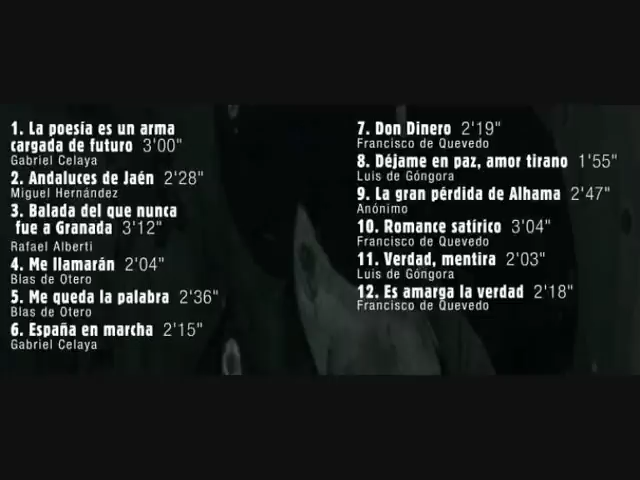 1. La poesía es un arma
cargada de futuro 3'00"
Gabriel Celaya
2. Andaluces de Jaén 2'28"
Miguel Hernández
3. Balada del que nunca
fue a Granada 3'12"
Rafael Alberti
4. Me llamarán 2'04"
Blas de Otero
5. Me queda la palabra 2'36"
Blas de Otero
6. España en marcha 2'15"
Gabriel Celaya
7. Don Dinero 2'19"
Francisco de Quevedo
8. Déjame en paz, amor tirano 1'55"
Luis de Góngora
9. La gran pérdida de Alhama 2'47"
Anónimo
10. Romance satírico 3'04"
Francisco de Quevedo
11. Verdad, mentira 2'03"
Luis de Góngora
12. Es amarga la verdad 2'18"
Francisco de Quevedo